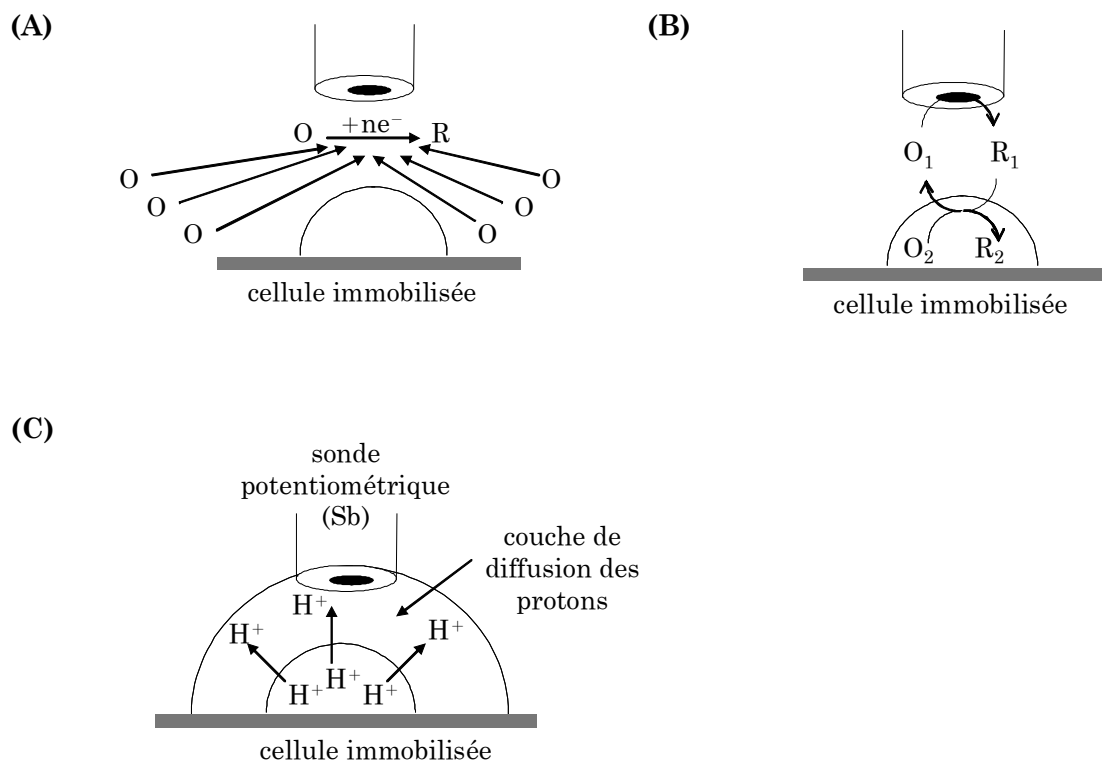 (A)
O +ne⁻ R
O O
O O
O O
cellule immobilisée
(B)
O₁ R₁
O₂ R₂
cellule immobilisée
(C)
sonde
potentiométrique
(Sb)
couche de
diffusion des
protons
H⁺
H⁺ H⁺
H⁺ H⁺ H⁺
cellule immobilisée